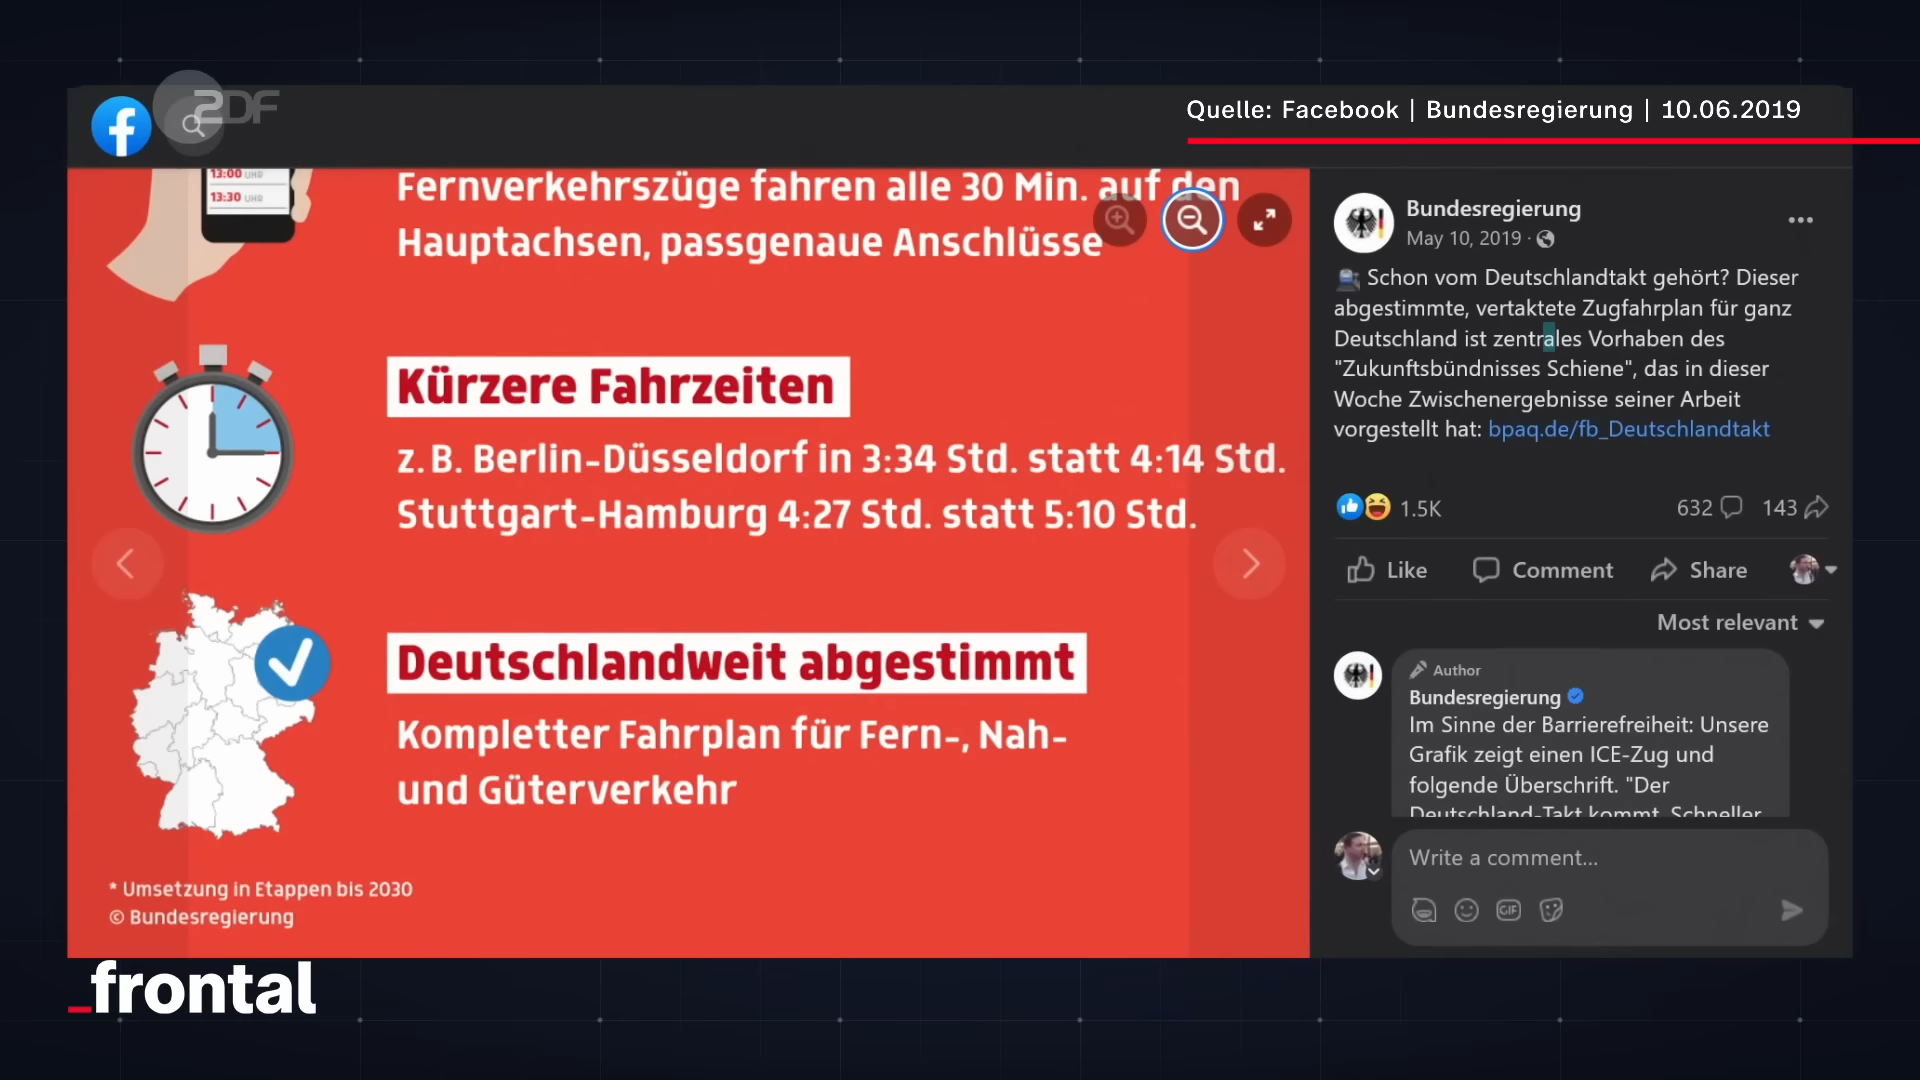 ZDF
Quelle: Facebook | Bundesregierung | 10.06.2019
13:00 UHR
13:30 UHR
Fernverkehrszüge fahren alle 30 Min. auf den
Hauptachsen, passgenaue Anschlüsse
Kürzere Fahrzeiten
z. B. Berlin-Düsseldorf in 3:34 Std. statt 4:14 Std.
Stuttgart-Hamburg 4:27 Std. statt 5:10 Std.
Deutschlandweit abgestimmt
Kompletter Fahrplan für Fern-, Nah-
und Güterverkehr
* Umsetzung in Etappen bis 2030
© Bundesregierung
Bundesregierung
May 10, 2019 ·
Schon vom Deutschlandtakt gehört? Dieser
abgestimmte, vertaktete Zugfahrplan für ganz
Deutschland ist zentrales Vorhaben des
"Zukunftsbündnisses Schiene", das in dieser
Woche Zwischenergebnisse seiner Arbeit
vorgestellt hat: bpaq.de/fb_Deutschlandtakt
1.5K 632 143
Like Comment Share
Most relevant
Author
Bundesregierung
Im Sinne der Barrierefreiheit: Unsere
Grafik zeigt einen ICE-Zug und
folgende Überschrift. "Der
Deutschland-Takt kommt. Schneller
Write a comment...
GIF
_frontal